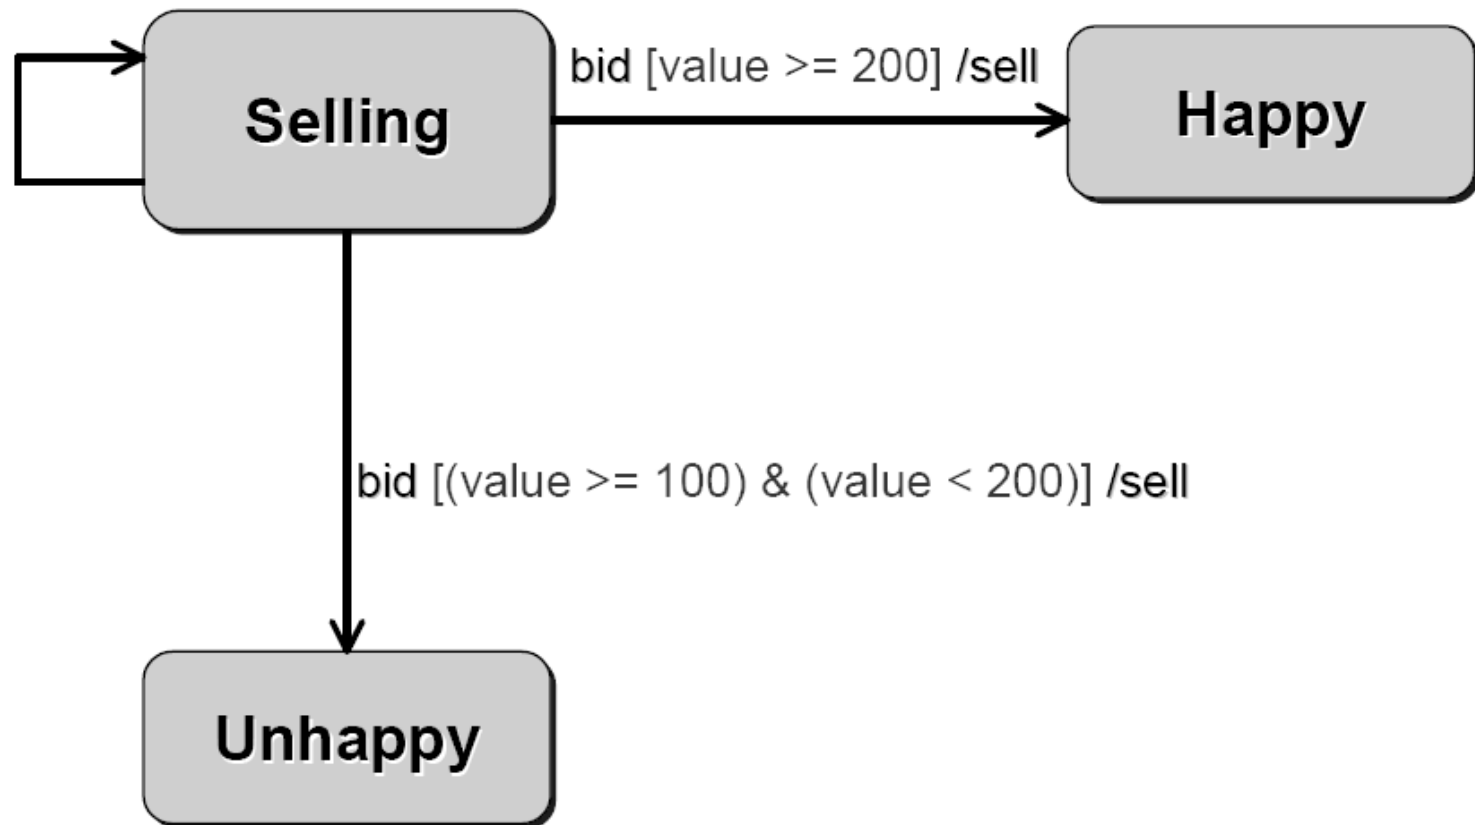 bid [value >= 200] /sell
Selling
Happy
bid [(value >= 100) & (value < 200)] /sell
Unhappy